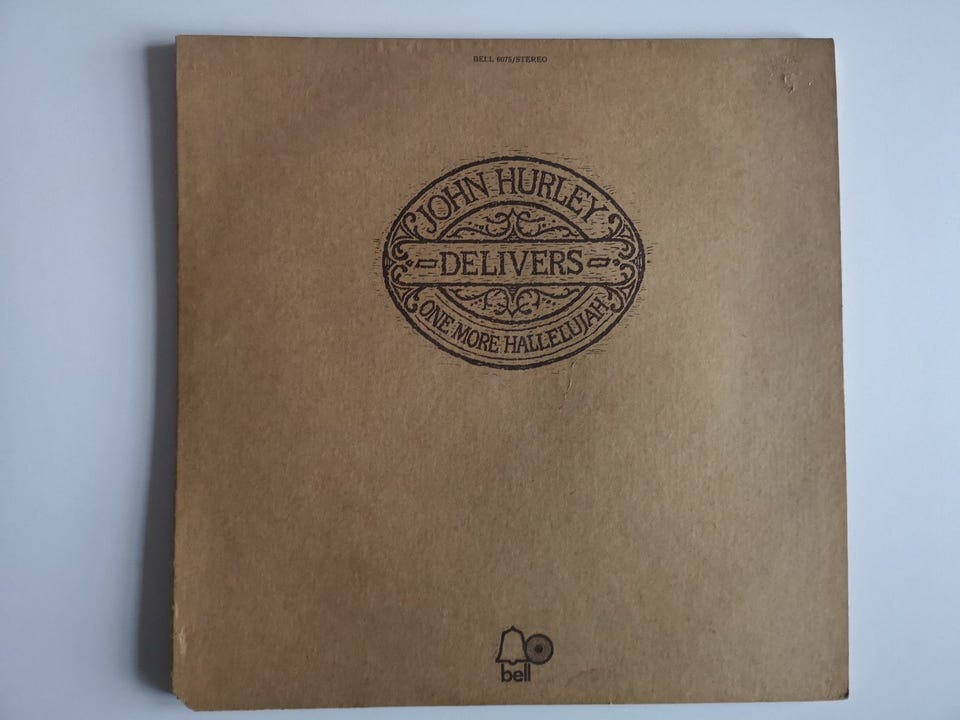 BELL 6075/STEREO
JOHN HURLEY
DELIVERS
ONE MORE HALLELUJAH
bell